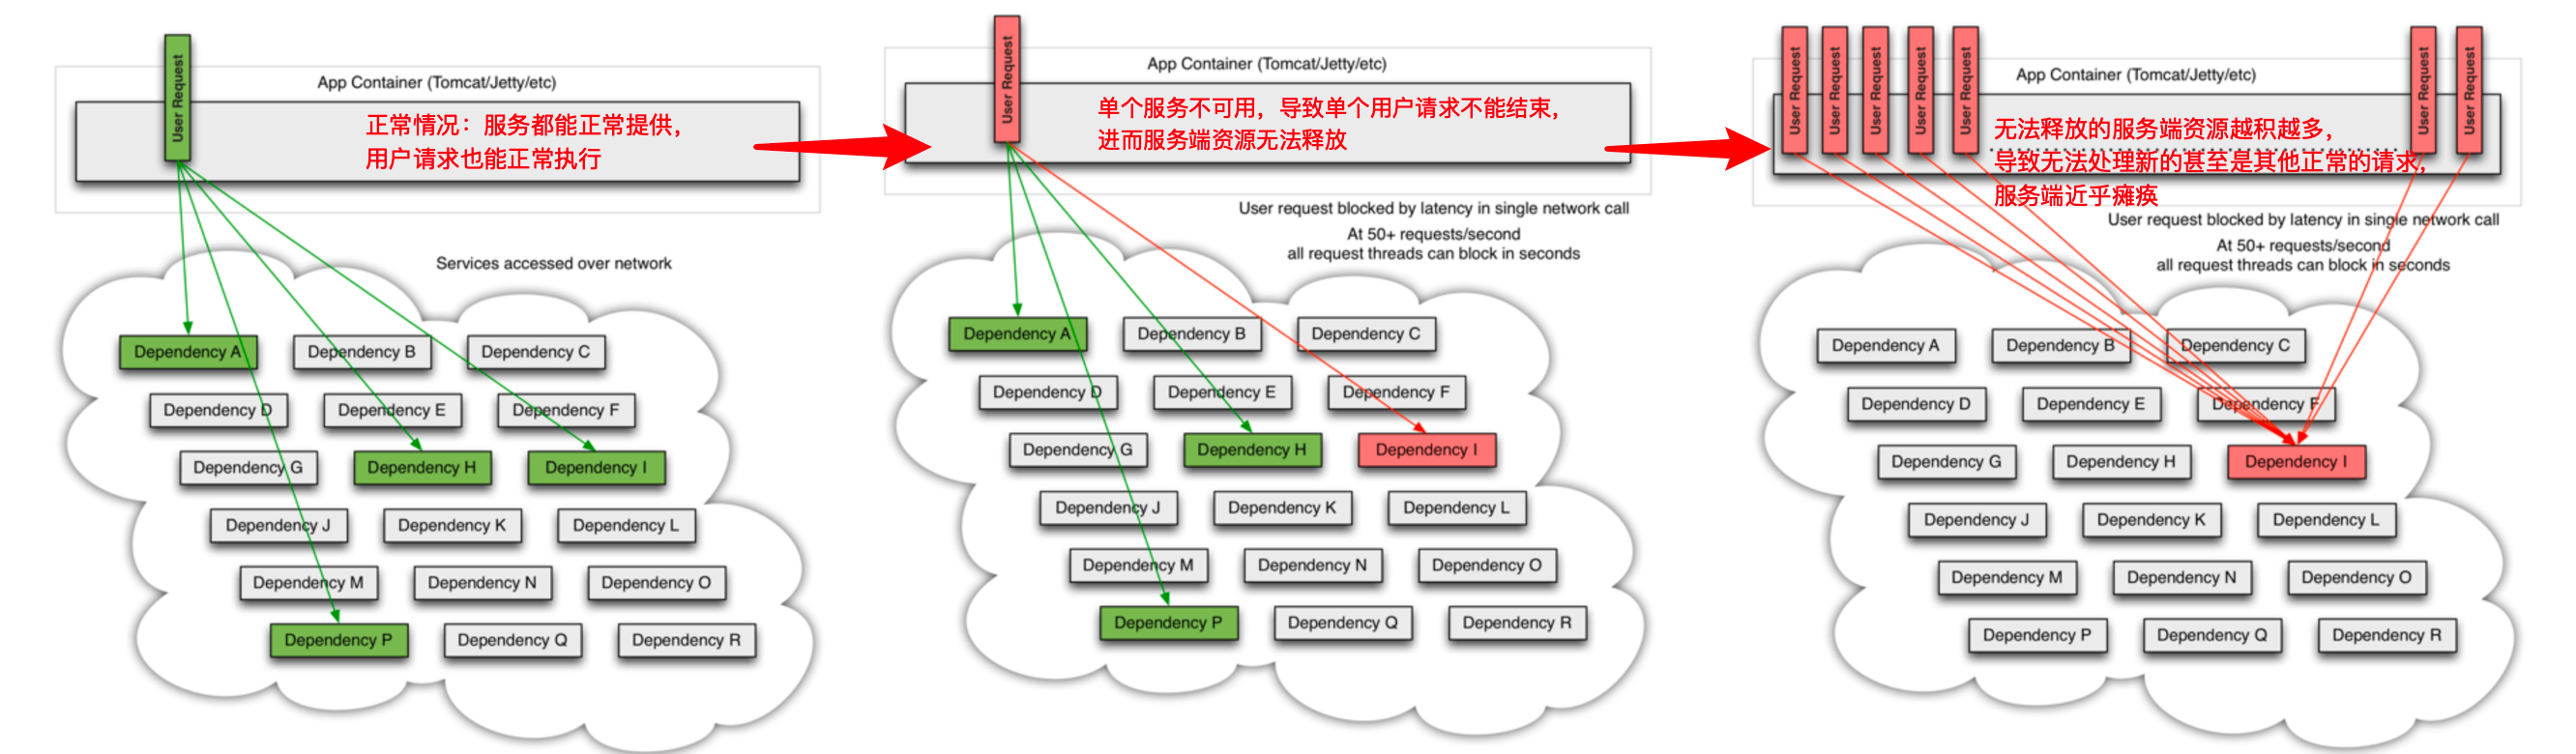 User Request
App Container (Tomcat/Jetty/etc)
正常情况：服务都能正常提供，
用户请求也能正常执行
Services accessed over network
Dependency A
Dependency B
Dependency C
Dependency D
Dependency E
Dependency F
Dependency G
Dependency H
Dependency I
Dependency J
Dependency K
Dependency L
Dependency M
Dependency N
Dependency O
Dependency P
Dependency Q
Dependency R
User Request
App Container (Tomcat/Jetty/etc)
单个服务不可用，导致单个用户请求不能结束，
进而服务端资源无法释放
User request blocked by latency in single network call
At 50+ requests/second
all request threads can block in seconds
Dependency A
Dependency B
Dependency C
Dependency D
Dependency E
Dependency F
Dependency G
Dependency H
Dependency I
Dependency J
Dependency K
Dependency L
Dependency M
Dependency N
Dependency O
Dependency P
Dependency Q
Dependency R
User Request
User Request
User Request
User Request
User Request
User Request
User Request
App Container (Tomcat/Jetty/etc)
无法释放的服务端资源越积越多，
导致无法处理新的甚至是其他正常的请求，
服务端近乎瘫痪
User request blocked by latency in single network call
At 50+ requests/second
all request threads can block in seconds
Dependency A
Dependency B
Dependency C
Dependency D
Dependency E
Dependency F
Dependency G
Dependency H
Dependency I
Dependency J
Dependency K
Dependency L
Dependency M
Dependency N
Dependency O
Dependency P
Dependency Q
Dependency R